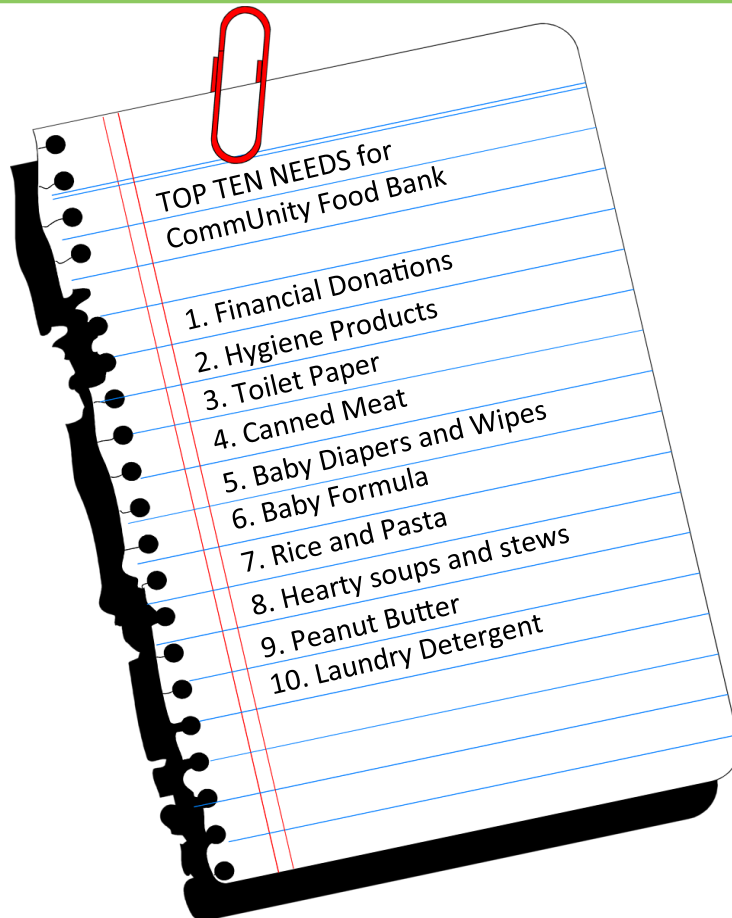 TOP TEN NEEDS for
CommUnity Food Bank
1. Financial Donations
2. Hygiene Products
3. Toilet Paper
4. Canned Meat
5. Baby Diapers and Wipes
6. Baby Formula
7. Rice and Pasta
8. Hearty soups and stews
9. Peanut Butter
10. Laundry Detergent